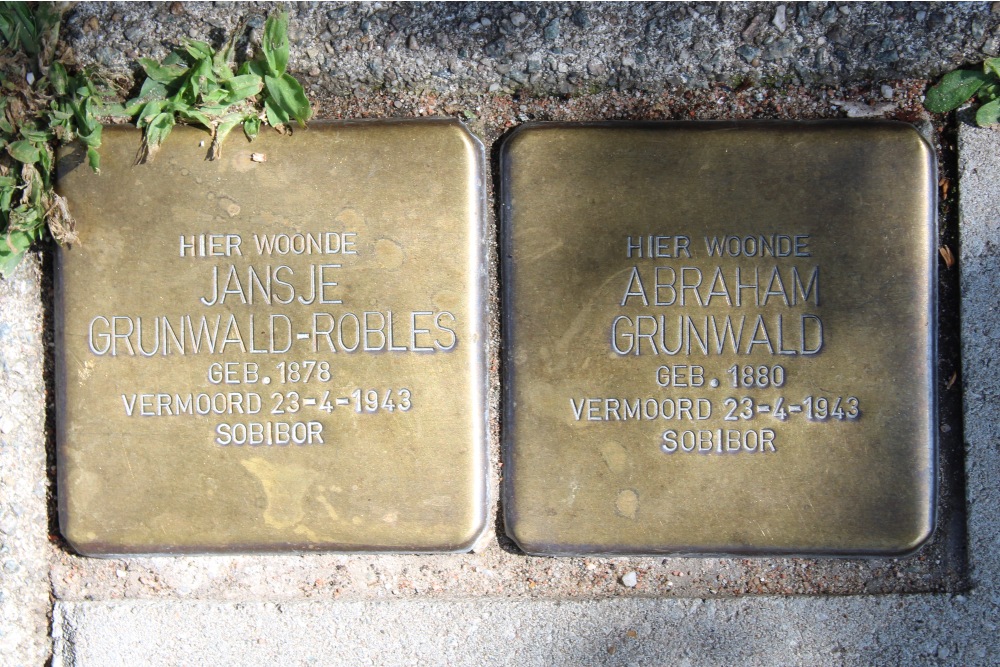 HIER WOONDE
JANSJE
GRUNWALD-ROBLES
GEB. 1878
VERMOORD 23-4-1943
SOBIBOR
HIER WOONDE
ABRAHAM
GRUNWALD
GEB. 1880
VERMOORD 23-4-1943
SOBIBOR